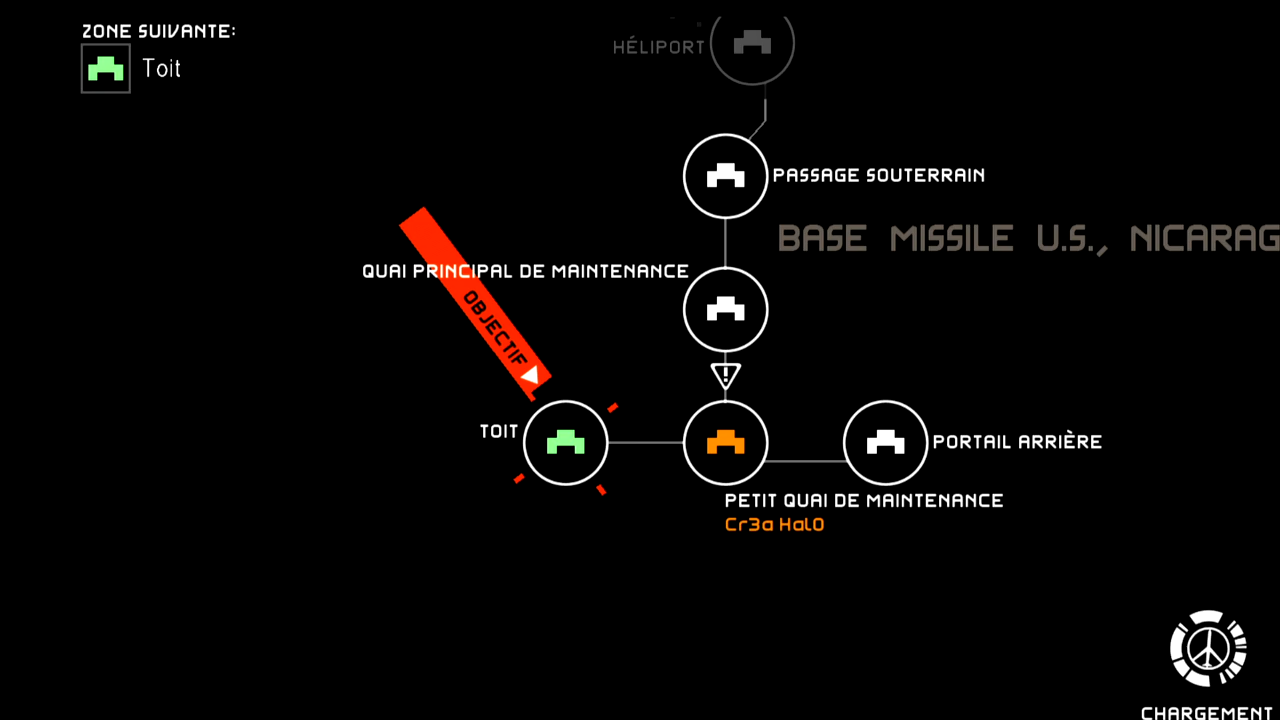 ZONE SUIVANTE:
Toit
HÉLIPORT
PASSAGE SOUTERRAIN
BASE MISSILE U.S., NICARAG
QUAI PRINCIPAL DE MAINTENANCE
OBJECTIF
TOIT
PORTAIL ARRIÈRE
PETIT QUAI DE MAINTENANCE
Cr3a Hal0
CHARGEMENT